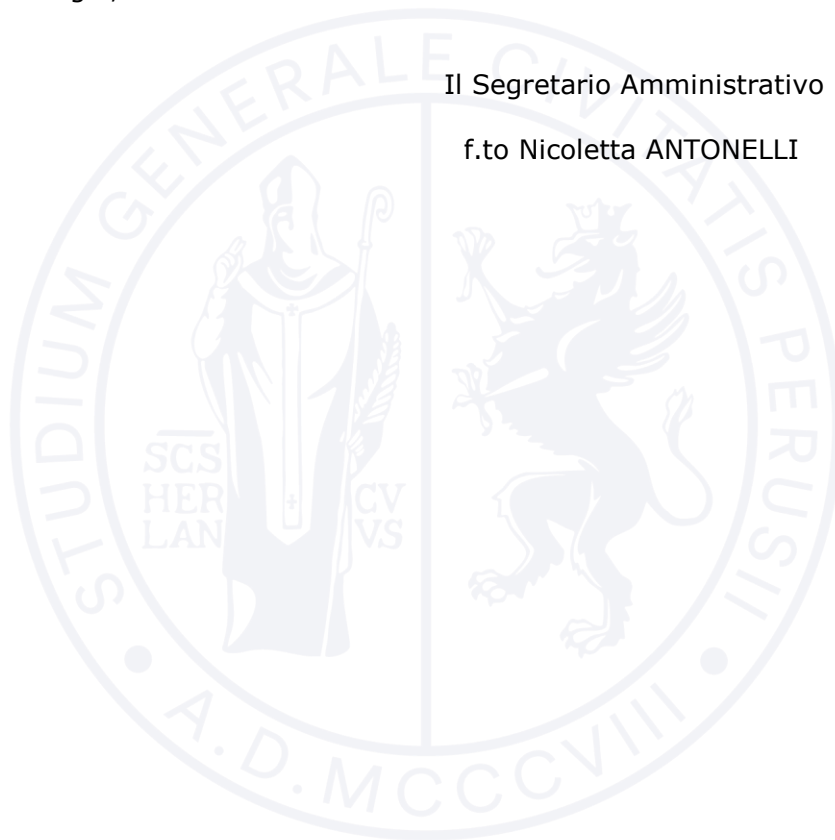 Il Segretario Amministrativo
f.to Nicoletta ANTONELLI
STUDIUM GENERALE CIVITATIS PERUSII
SCS
HER CV
LAN VS
A.D. MCCCVIII